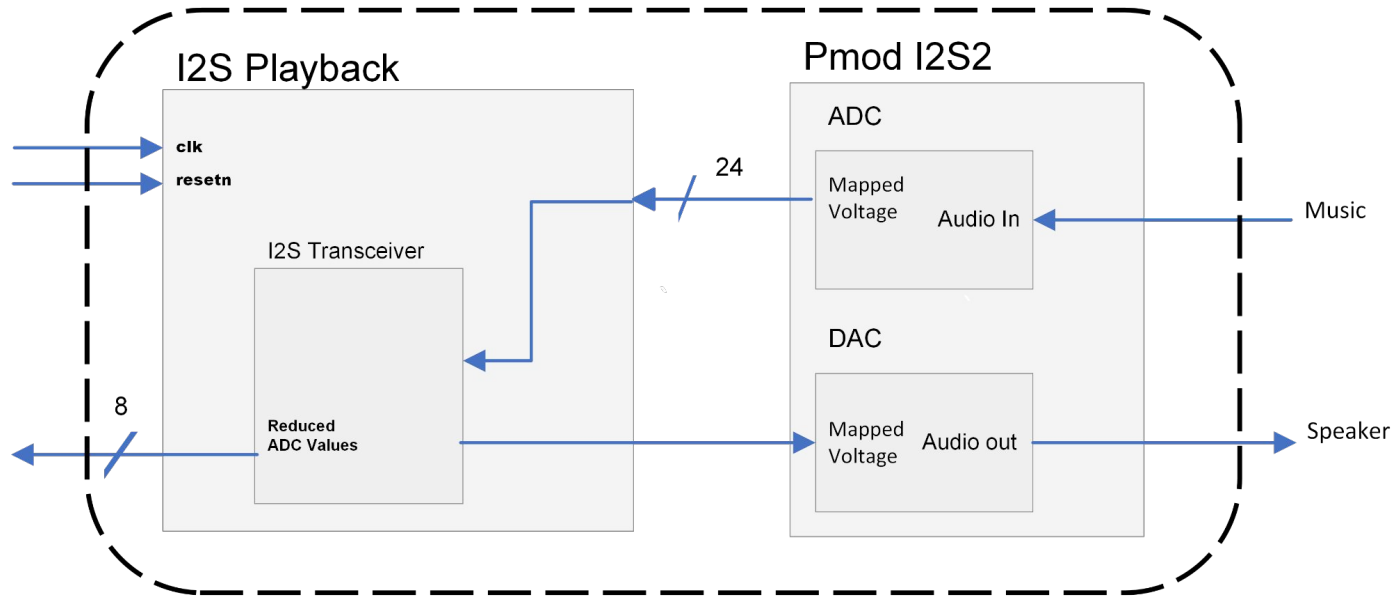 I2S Playback
Pmod I2S2
clk
resetn
ADC
24
Mapped
Voltage
Audio In
Music
I2S Transceiver
DAC
8
Reduced
ADC Values
Mapped
Voltage
Audio out
Speaker